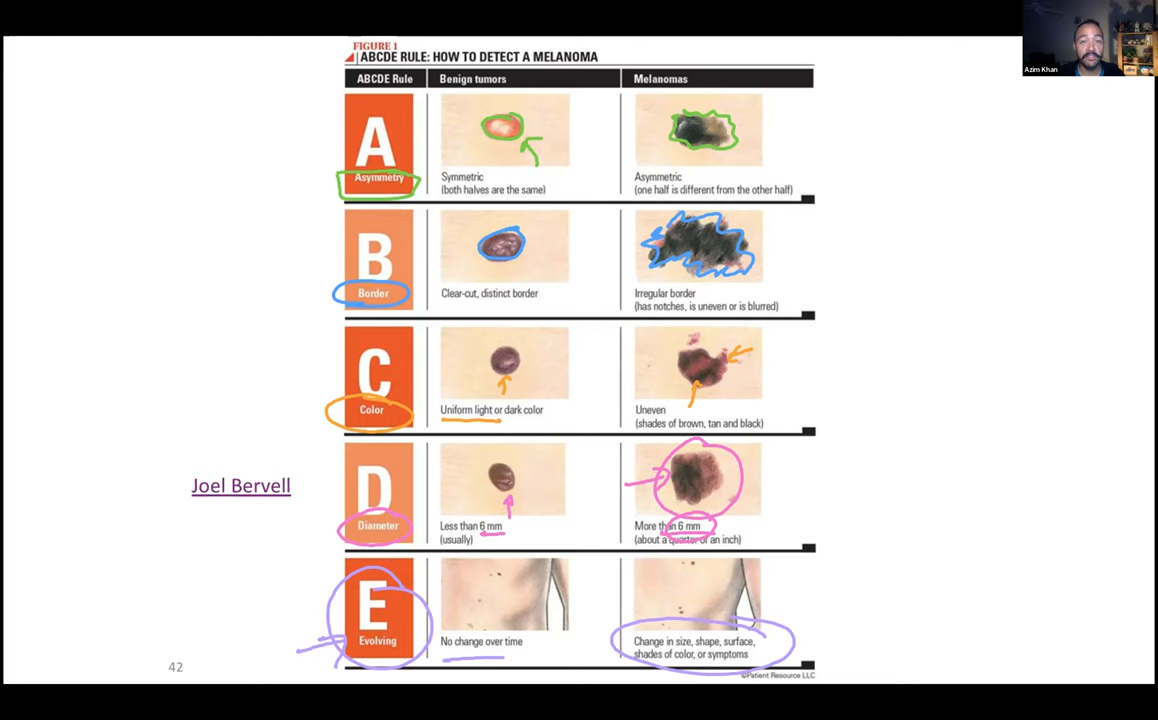 Azim Khan
FIGURE 1
ABCDE RULE: HOW TO DETECT A MELANOMA
ABCDE Rule
Benign tumors
Melanomas
A
Asymmetry
Symmetric
(both halves are the same)
Asymmetric
(one half is different from the other half)
B
Border
Clear-cut, distinct border
Irregular border
(has notches, is uneven or is blurred)
C
Color
Uniform light or dark color
Uneven
(shades of brown, tan and black)
D
Diameter
Less than 6 mm
(usually)
More than 6 mm
(about a quarter of an inch)
Joel Bervell
E
Evolving
No change over time
Change in size, shape, surface,
shades of color, or symptoms
42
©Patient Resource LLC